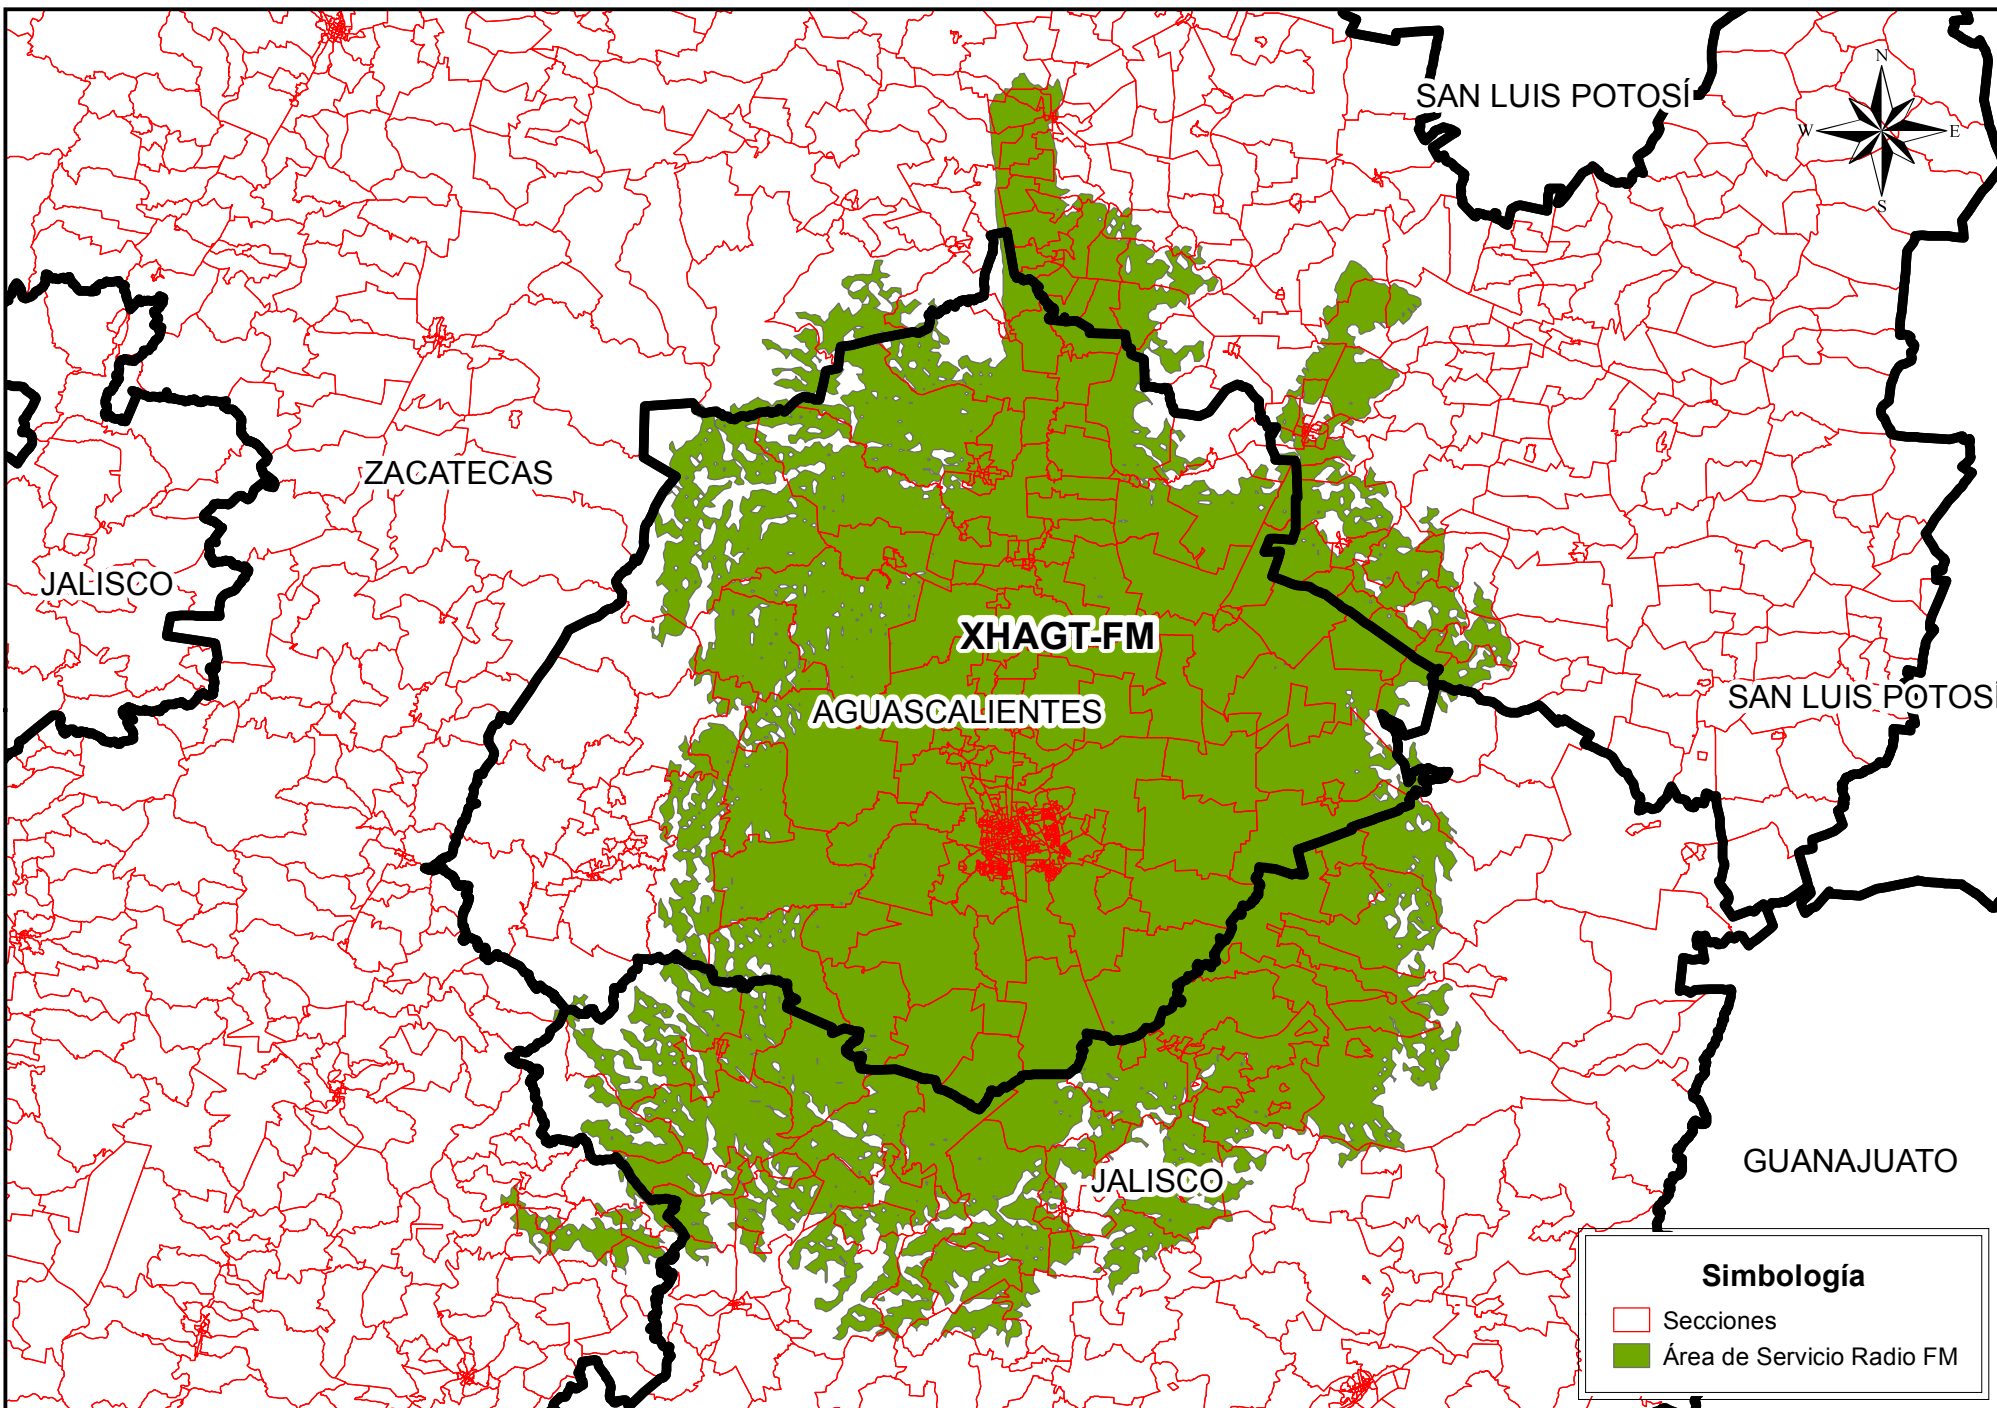 N
SAN LUIS POTOSÍ
W
E
S
ZACATECAS
JALISCO
XHAGT-FM
AGUASCALIENTES
SAN LUIS POTOSÍ
JALISCO
GUANAJUATO
Simbología
Secciones
Área de Servicio Radio FM